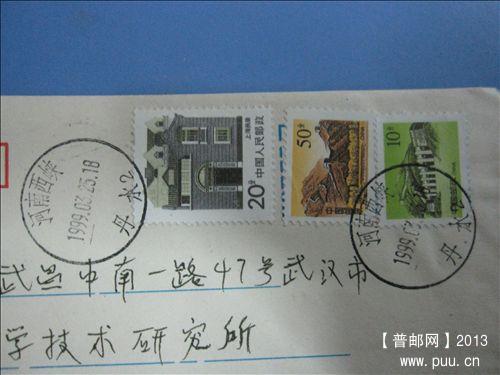 上海民居
中国人民邮政
20分
50分
10分
河南西峡
1999.03.25.18
丹水2
河南西峡
1999.0
丹水
武昌中南一路47号武汉市
学技术研究所
【普邮网】2013
www.puu.cn